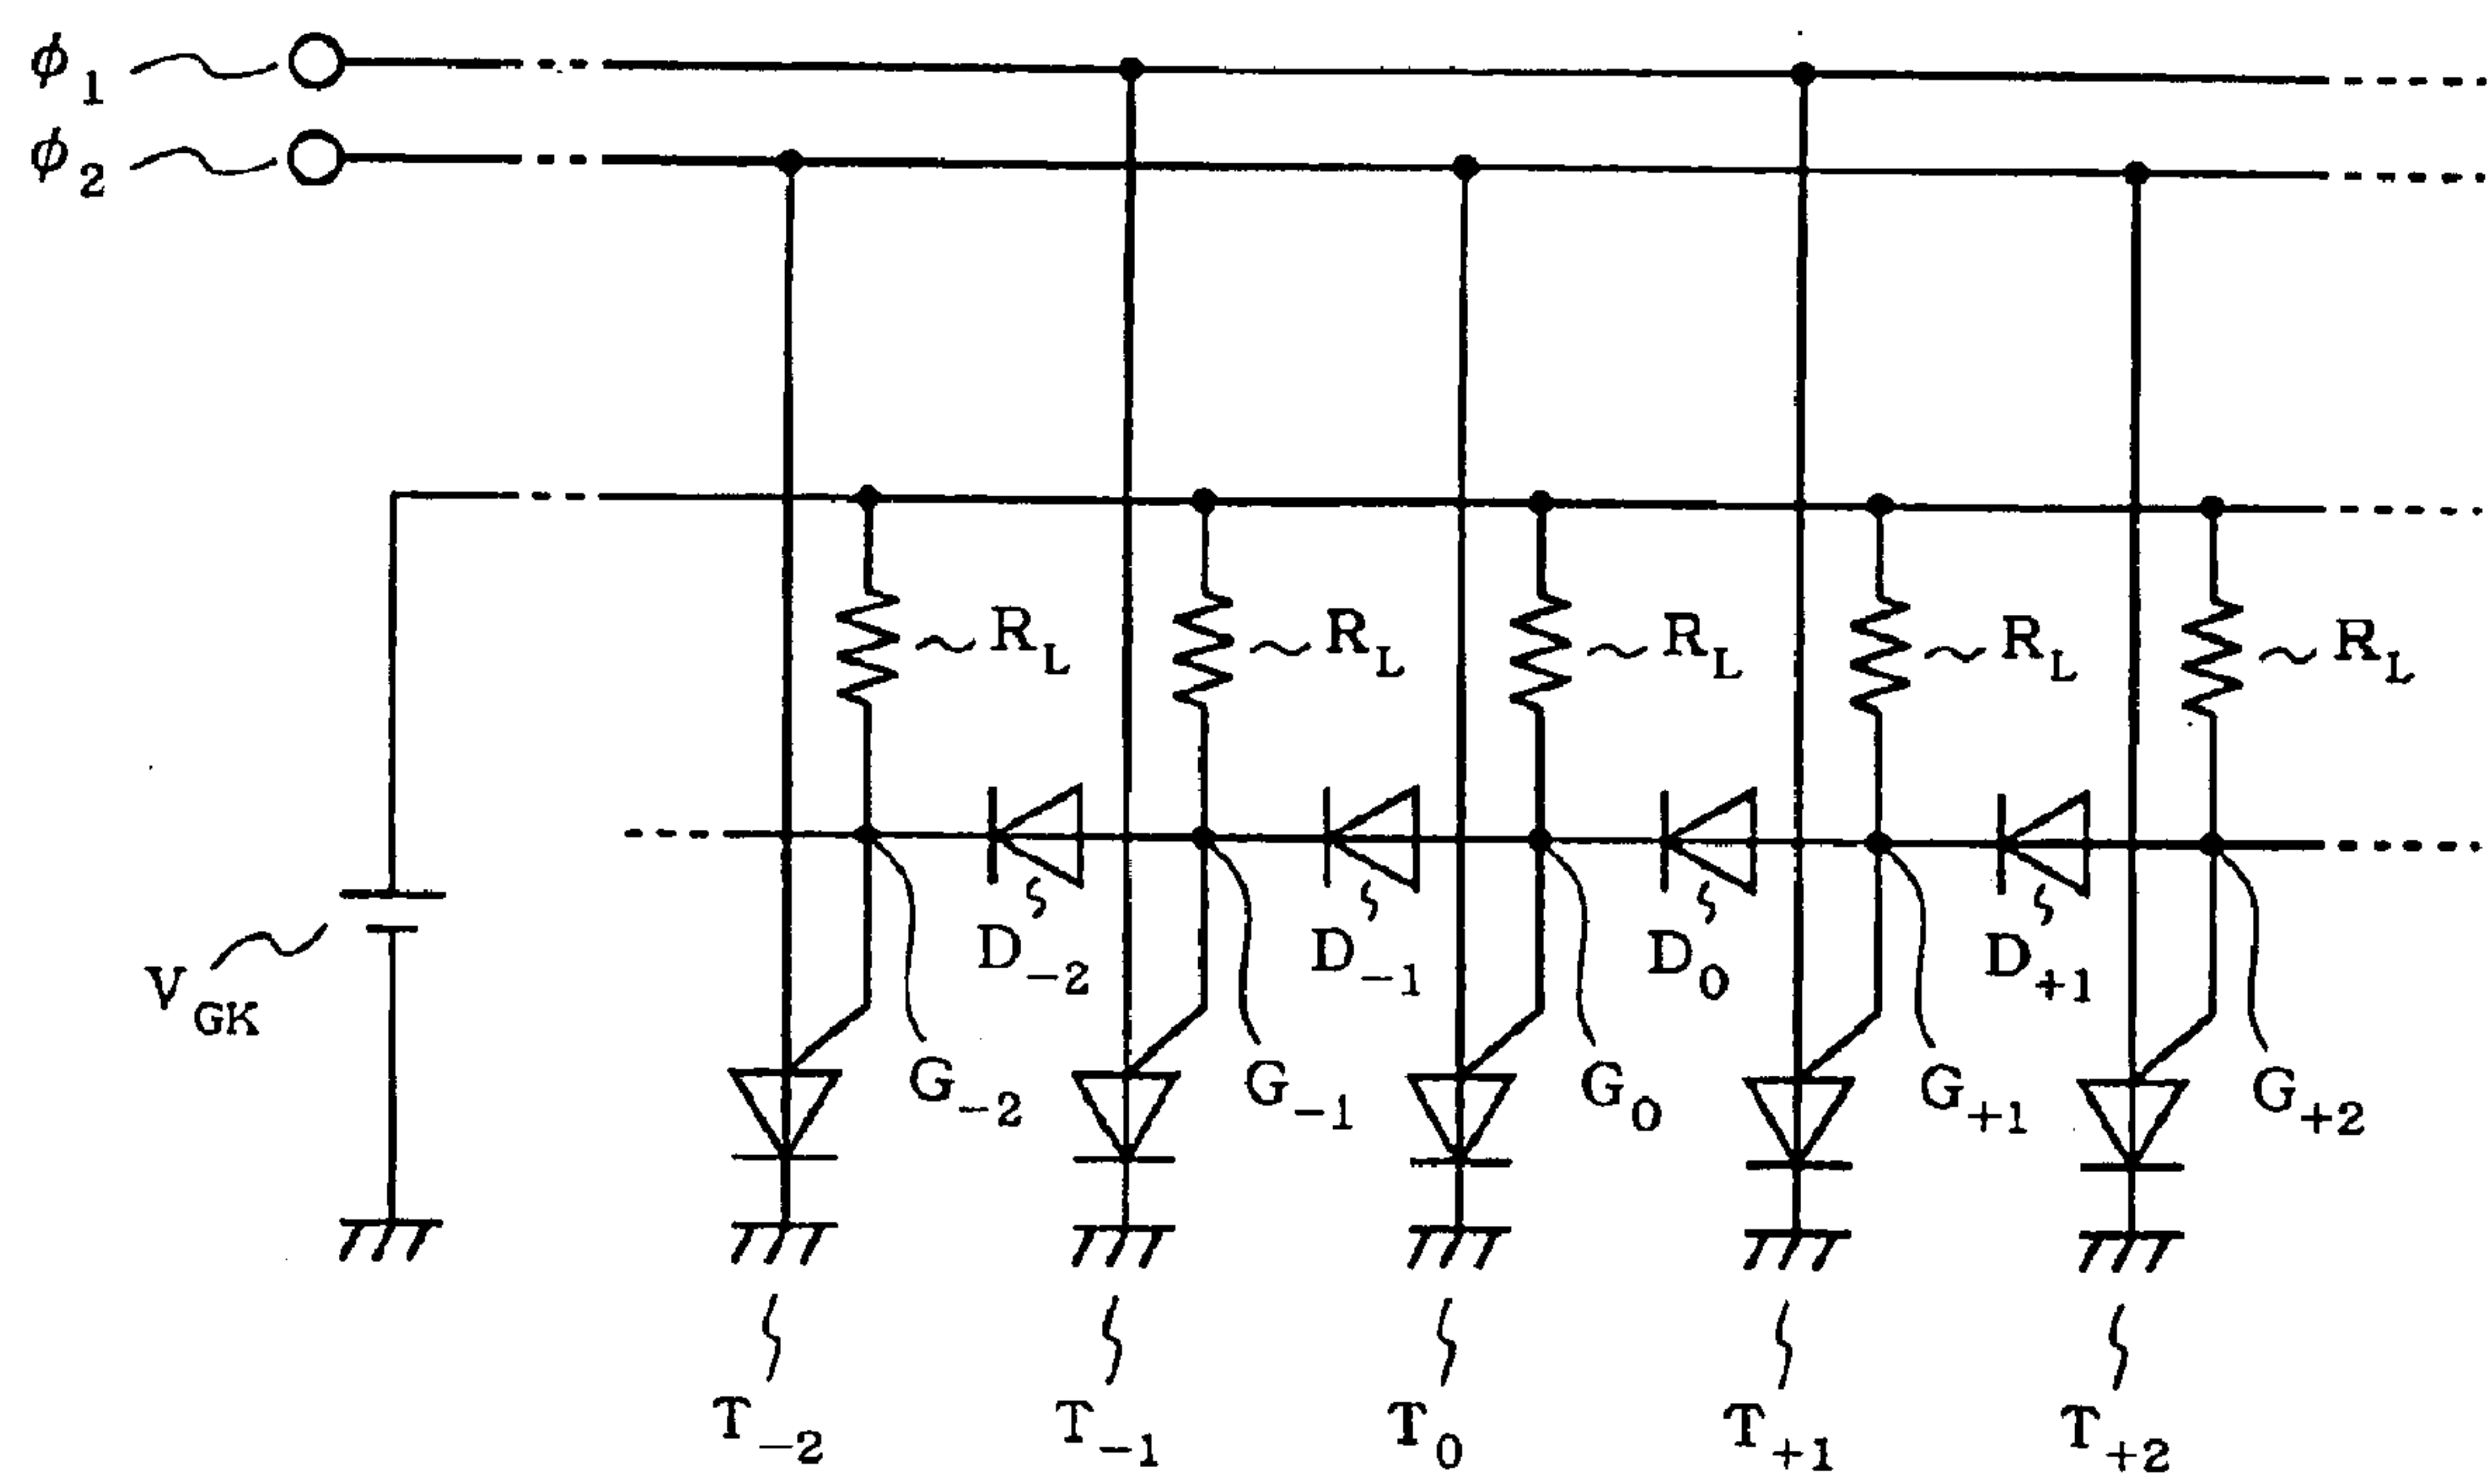 ϕ1
ϕ2
RL RL RL RL RL
D−2 D−1 D0 D+1
VGK
G−2 G−1 G0 G+1 G+2
T−2 T−1 T0 T+1 T+2